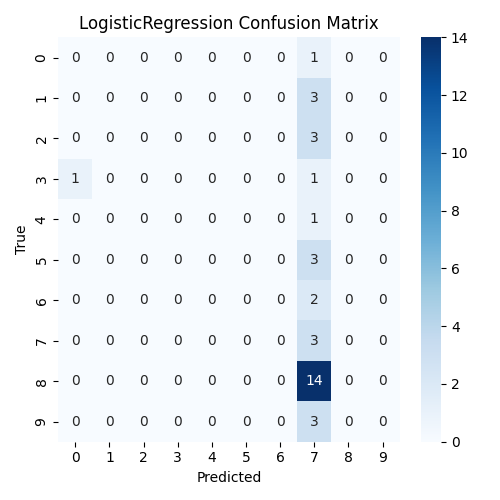 LogisticRegression Confusion Matrix
0 0 0 0 0 0 0 0 1 0 0
1 0 0 0 0 0 0 0 3 0 0
2 0 0 0 0 0 0 0 3 0 0
3 1 0 0 0 0 0 0 1 0 0
4 0 0 0 0 0 0 0 1 0 0
5 0 0 0 0 0 0 0 3 0 0
6 0 0 0 0 0 0 0 2 0 0
7 0 0 0 0 0 0 0 3 0 0
8 0 0 0 0 0 0 0 14 0 0
9 0 0 0 0 0 0 0 3 0 0
0 1 2 3 4 5 6 7 8 9
True
Predicted
14
12
10
8
6
4
2
0